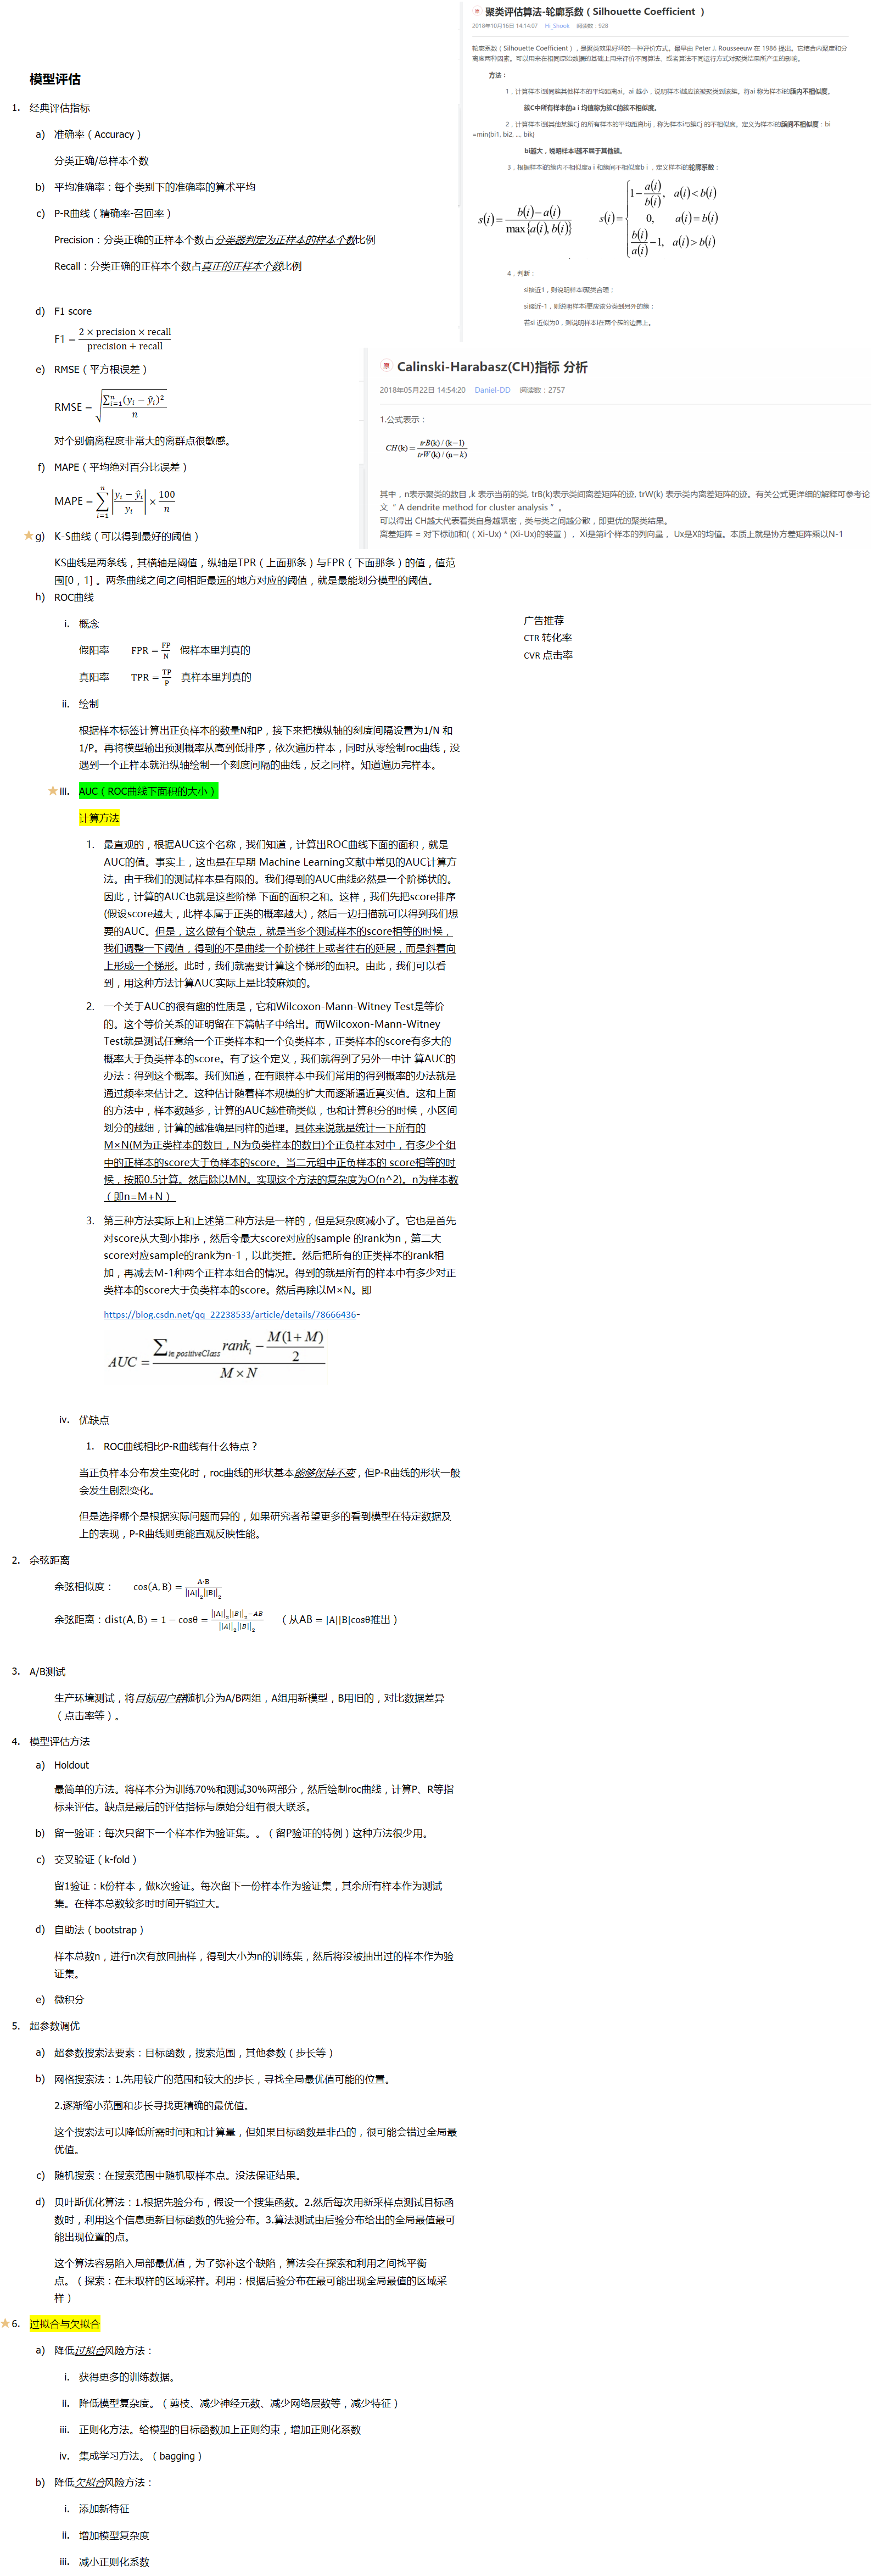 聚类评估算法-轮廓系数（Silhouette Coefficient ）
2018年10月16日 14:14:07 Hi_Shook 阅读数：928
轮廓系数（Silhouette Coefficient），是聚类效果好坏的一种评价方式。最早由 Peter J. Rousseeuw 在 1986 提出。它结合内聚度和分
离度两种因素。可以用来在相同原始数据的基础上用来评价不同算法、或者算法不同运行方式对聚类结果所产生的影响。
方法：
1，计算样本i到同簇其他样本的平均距离ai。ai 越小，说明样本i越应该被聚类到该簇。将ai 称为样本i的簇内不相似度。
簇C中所有样本的a i 均值称为簇C的簇不相似度。
2，计算样本i到其他某簇Cj 的所有样本的平均距离bij，称为样本i与簇Cj 的不相似度。定义为样本i的簇间不相似度：bi
=min{bi1, bi2, ..., bik}
bi越大，说明样本i越不属于其他簇。
3，根据样本i的簇内不相似度a i 和簇间不相似度b i ，定义样本i的轮廓系数：
s(i) = (b(i) − a(i)) / max{a(i), b(i)}
s(i) = { 1 − a(i)/b(i), a(i) < b(i)
0, a(i) = b(i)
b(i)/a(i) − 1, a(i) > b(i)
4，判断：
si接近1，则说明样本i聚类合理；
si接近-1，则说明样本i更应该分类到另外的簇；
若si 近似为0，则说明样本i在两个簇的边界上。
Calinski-Harabasz(CH)指标 分析
2018年05月22日 14:54:20 Daniel-DD 阅读数：2757
1.公式表示：
CH(k) = (trB(k) / (k−1)) / (trW(k) / (n−k))
其中，n表示聚类的数目 ,k 表示当前的类, trB(k)表示类间离差矩阵的迹, trW(k) 表示类内离差矩阵的迹。有关公式更详细的解释可参考论
文 “ A dendrite method for cluster analysis ” 。
可以得出 CH越大代表着类自身越紧密，类与类之间越分散，即更优的聚类结果。
离差矩阵 = 对下标i加和(（Xi-Ux) * (Xi-Ux)的装置），Xi是第i个样本的列向量， Ux是X的均值。本质上就是协方差矩阵乘以N-1
广告推荐
CTR 转化率
CVR 点击率
模型评估
1. 经典评估指标
a) 准确率（Accuracy）
分类正确/总样本个数
b) 平均准确率：每个类别下的准确率的算术平均
c) P-R曲线（精确率-召回率）
Precision：分类正确的正样本个数占分类器判定为正样本的样本个数比例
Recall：分类正确的正样本个数占真正的正样本个数比例
d) F1 score
F1 = (2 × precision × recall) / (precision + recall)
e) RMSE（平方根误差）
RMSE = √(∑ⁿᵢ₌₁(yᵢ − ŷᵢ)² / n)
对个别偏离程度非常大的离群点很敏感。
f) MAPE（平均绝对百分比误差）
MAPE = ∑ⁿᵢ₌₁ |(yᵢ − ŷᵢ)/yᵢ| × 100/n
g) K-S曲线（可以得到最好的阈值）
KS曲线是两条线，其横轴是阈值，纵轴是TPR（上面那条）与FPR（下面那条）的值，值范
围[0，1] 。两条曲线之间之间相距最远的地方对应的阈值，就是最能划分模型的阈值。
h) ROC曲线
i. 概念
假阳率 FPR = FP/N 假样本里判真的
真阳率 TPR = TP/P 真样本里判真的
ii. 绘制
根据样本标签计算出正负样本的数量N和P，接下来把横纵轴的刻度间隔设置为1/N 和
1/P。再将模型输出预测概率从高到低排序，依次遍历样本，同时从零绘制roc曲线，没
遇到一个正样本就沿纵轴绘制一个刻度间隔的曲线，反之同样。知道遍历完样本。
iii. AUC（ROC曲线下面积的大小）
计算方法
1. 最直观的，根据AUC这个名称，我们知道，计算出ROC曲线下面的面积，就是
AUC的值。事实上，这也是在早期 Machine Learning文献中常见的AUC计算方
法。由于我们的测试样本是有限的。我们得到的AUC曲线必然是一个阶梯状的。
因此，计算的AUC也就是这些阶梯 下面的面积之和。这样，我们先把score排序
(假设score越大，此样本属于正类的概率越大)，然后一边扫描就可以得到我们想
要的AUC。但是，这么做有个缺点，就是当多个测试样本的score相等的时候，
我们调整一下阈值，得到的不是曲线一个阶梯往上或者往右的延展，而是斜着向
上形成一个梯形。此时，我们就需要计算这个梯形的面积。由此，我们可以看
到，用这种方法计算AUC实际上是比较麻烦的。
2. 一个关于AUC的很有趣的性质是，它和Wilcoxon-Mann-Witney Test是等价
的。这个等价关系的证明留在下篇帖子中给出。而Wilcoxon-Mann-Witney
Test就是测试任意给一个正类样本和一个负类样本，正类样本的score有多大的
概率大于负类样本的score。有了这个定义，我们就得到了另外一中计 算AUC的
办法：得到这个概率。我们知道，在有限样本中我们常用的得到概率的办法就是
通过频率来估计之。这种估计随着样本规模的扩大而逐渐逼近真实值。这和上面
的方法中，样本数越多，计算的AUC越准确类似，也和计算积分的时候，小区间
划分的越细，计算的越准确是同样的道理。具体来说就是统计一下所有的
M×N(M为正类样本的数目，N为负类样本的数目)个正负样本对中，有多少个组
中的正样本的score大于负样本的score。当二元组中正负样本的 score相等的时
候，按照0.5计算。然后除以MN。实现这个方法的复杂度为O(n^2)。n为样本数
（即n=M+N ）
3. 第三种方法实际上和上述第二种方法是一样的，但是复杂度减小了。它也是首先
对score从大到小排序，然后令最大score对应的sample 的rank为n，第二大
score对应sample的rank为n-1，以此类推。然后把所有的正类样本的rank相
加，再减去M-1种两个正样本组合的情况。得到的就是所有的样本中有多少对正
类样本的score大于负类样本的score。然后再除以M×N。即
https://blog.csdn.net/qq_22238533/article/details/78666436-
AUC = (∑ᵢ∈positiveClass rankᵢ − M(1+M)/2) / (M×N)
iv. 优缺点
1. ROC曲线相比P-R曲线有什么特点？
当正负样本分布发生变化时，roc曲线的形状基本能够保持不变，但P-R曲线的形状一般
会发生剧烈变化。
但是选择哪个是根据实际问题而异的，如果研究者希望更多的看到模型在特定数据及
上的表现，P-R曲线则更能直观反映性能。
2. 余弦距离
余弦相似度： cos(A, B) = A·B / (||A||₂||B||₂)
余弦距离：dist(A, B) = 1 − cosθ = (||A||₂||B||₂−AB) / (||A||₂||B||₂) （从AB = |A||B|cosθ推出）
3. A/B测试
生产环境测试，将目标用户群随机分为A/B两组，A组用新模型，B用旧的，对比数据差异
（点击率等）。
4. 模型评估方法
a) Holdout
最简单的方法。将样本分为训练70%和测试30%两部分，然后绘制roc曲线，计算P、R等指
标来评估。缺点是最后的评估指标与原始分组有很大联系。
b) 留一验证：每次只留下一个样本作为验证集。。（留P验证的特例）这种方法很少用。
c) 交叉验证（k-fold）
留1验证：k份样本，做k次验证。每次留下一份样本作为验证集，其余所有样本作为测试
集。在样本总数较多时时间开销过大。
d) 自助法（bootstrap）
样本总数n，进行n次有放回抽样，得到大小为n的训练集，然后将没被抽出过的样本作为验
证集。
e) 微积分
5. 超参数调优
a) 超参数搜索法要素：目标函数，搜索范围，其他参数（步长等）
b) 网格搜索法：1.先用较广的范围和较大的步长，寻找全局最优值可能的位置。
2.逐渐缩小范围和步长寻找更精确的最优值。
这个搜索法可以降低所需时间和和计算量，但如果目标函数是非凸的，很可能会错过全局最
优值。
c) 随机搜索：在搜索范围中随机取样本点。没法保证结果。
d) 贝叶斯优化算法：1.根据先验分布，假设一个搜集函数。2.然后每次用新采样点测试目标函
数时，利用这个信息更新目标函数的先验分布。3.算法测试由后验分布给出的全局最值最可
能出现位置的点。
这个算法容易陷入局部最优值，为了弥补这个缺陷，算法会在探索和利用之间找平衡
点。（探索：在未取样的区域采样。利用：根据后验分布在最可能出现全局最值的区域采
样）
6. 过拟合与欠拟合
a) 降低过拟合风险方法：
i. 获得更多的训练数据。
ii. 降低模型复杂度。（剪枝、减少神经元数、减少网络层数等，减少特征）
iii. 正则化方法。给模型的目标函数加上正则约束，增加正则化系数
iv. 集成学习方法。（bagging）
b) 降低欠拟合风险方法：
i. 添加新特征
ii. 增加模型复杂度
iii. 减小正则化系数